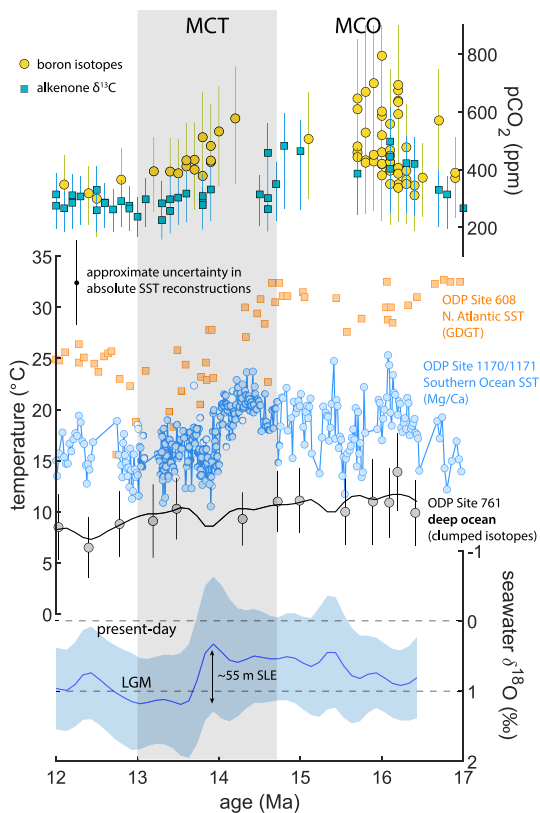 MCT
MCO
boron isotopes
alkenone δ¹³C
800
600
400
200
pCO₂ (ppm)
approximate uncertainty in
absolute SST reconstructions
35
30
25
20
15
10
5
0
temperature (°C)
ODP Site 608
N. Atlantic SST
(GDGT)
ODP Site 1170/1171
Southern Ocean SST
(Mg/Ca)
ODP Site 761
deep ocean
(clumped isotopes)
-1
0
1
2
seawater δ¹⁸O (‰)
present-day
LGM
~55 m SLE
12 13 14 15 16 17
age (Ma)